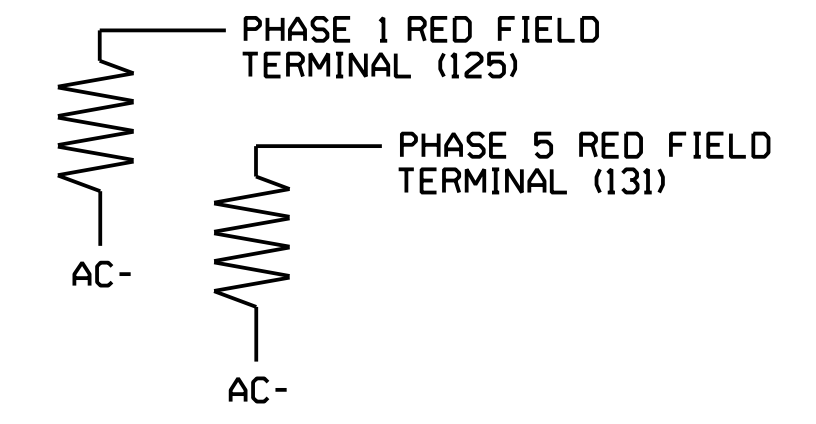 PHASE 1 RED FIELD
TERMINAL (125)
AC-
PHASE 5 RED FIELD
TERMINAL (131)
AC-